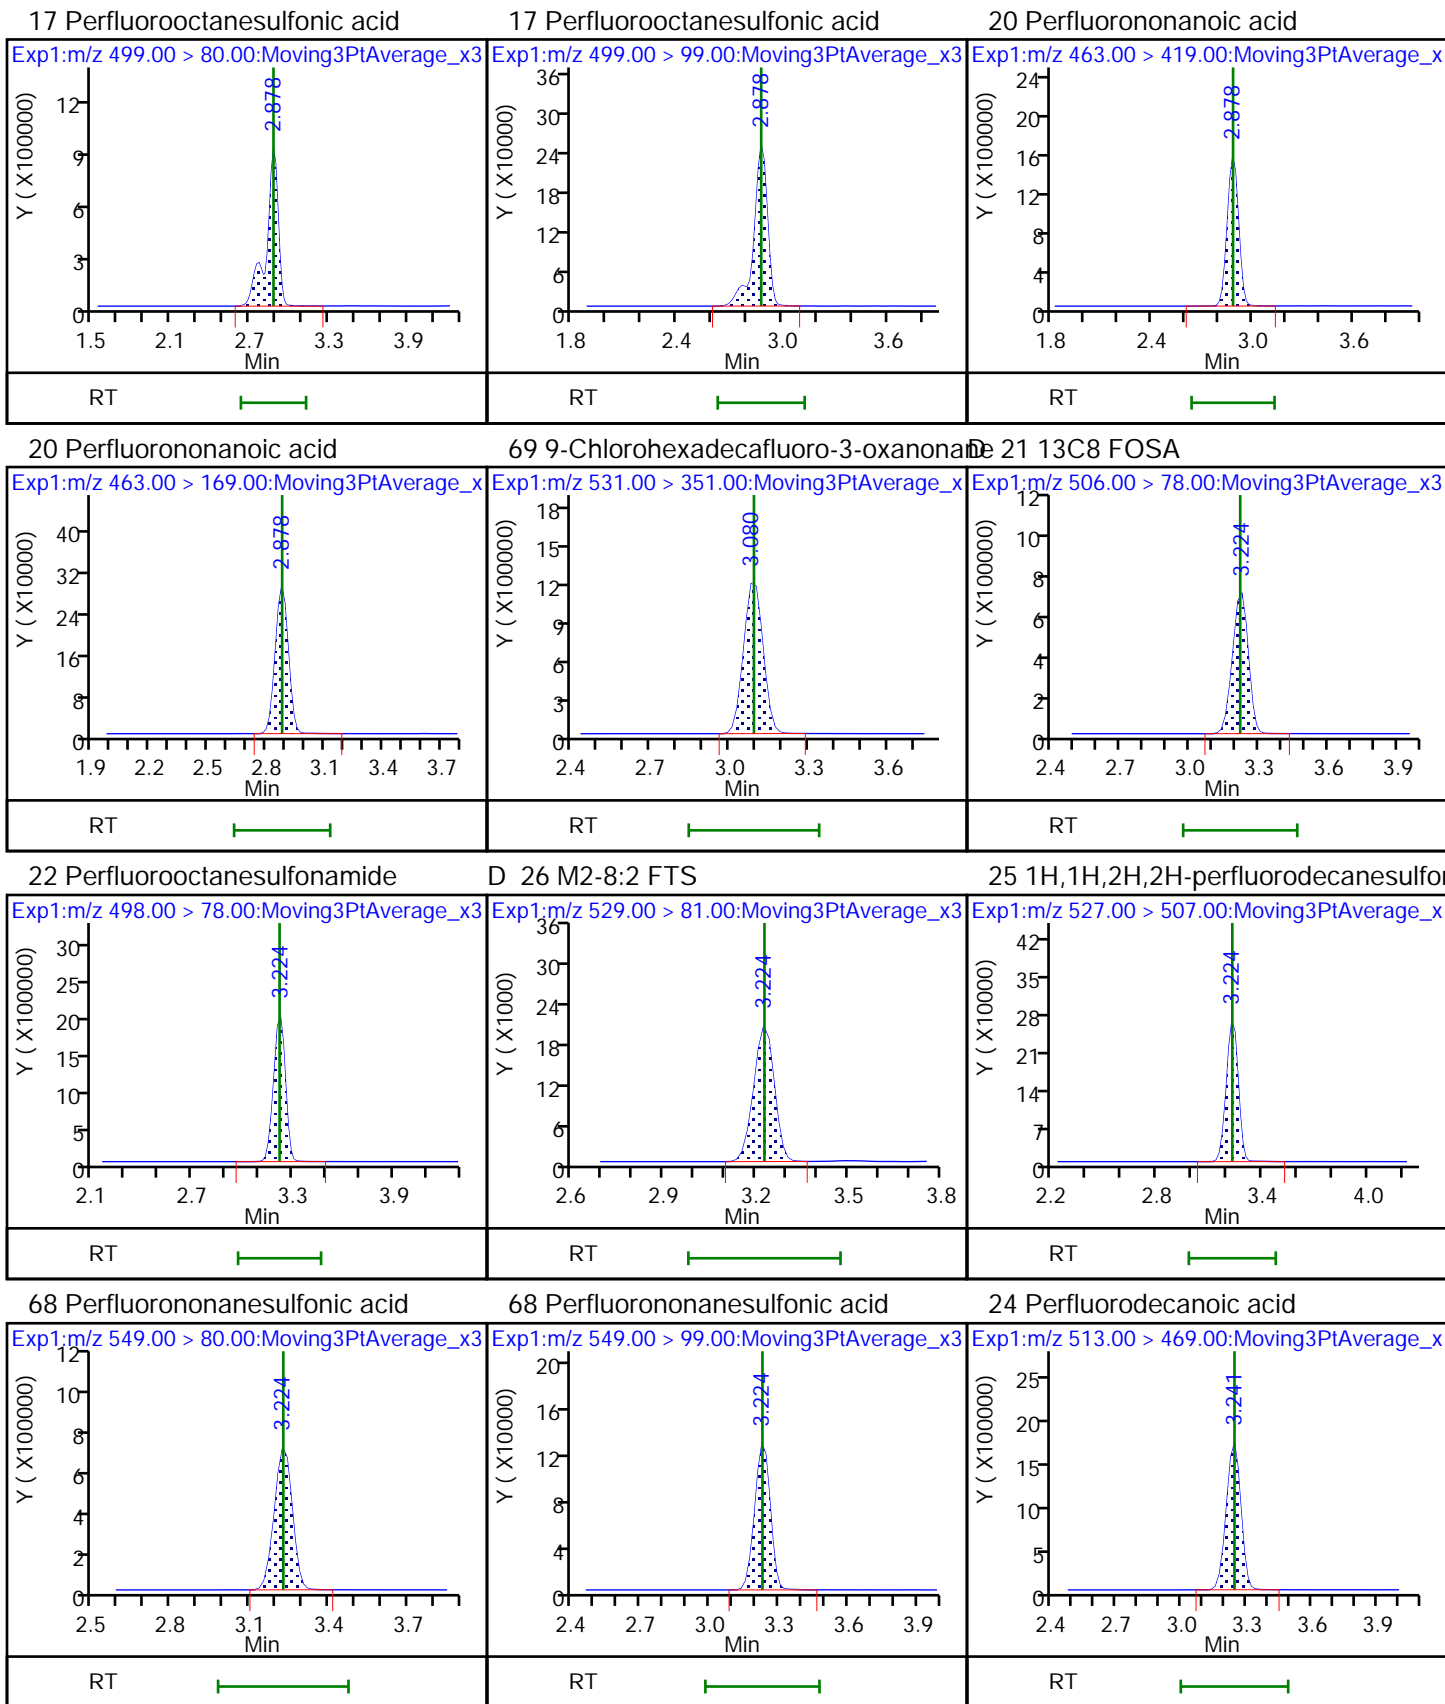 17 Perfluorooctanesulfonic acid
Exp1:m/z 499.00 > 80.00:Moving3PtAverage_x3
Y ( X100000)
12
9
6
3
0
2.878
1.5 2.1 2.7 3.3 3.9
Min
RT
17 Perfluorooctanesulfonic acid
Exp1:m/z 499.00 > 99.00:Moving3PtAverage_x3
Y ( X10000)
36
30
24
18
12
6
0
2.878
1.8 2.4 3.0 3.6
Min
RT
20 Perfluorononanoic acid
Exp1:m/z 463.00 > 419.00:Moving3PtAverage_x
Y ( X100000)
24
20
16
12
8
4
0
2.878
1.8 2.4 3.0 3.6
Min
RT
20 Perfluorononanoic acid
Exp1:m/z 463.00 > 169.00:Moving3PtAverage_x
Y ( X10000)
40
32
24
16
8
0
2.878
1.9 2.2 2.5 2.8 3.1 3.4 3.7
Min
RT
69 9-Chlorohexadecafluoro-3-oxanonane
Exp1:m/z 531.00 > 351.00:Moving3PtAverage_x
Y ( X100000)
18
15
12
9
6
3
0
3.080
2.4 3.0 3.6
Min
RT
D 21 13C8 FOSA
Exp1:m/z 506.00 > 78.00:Moving3PtAverage_x3
Y ( X100000)
12
10
8
6
4
2
0
3.224
2.4 2.7 3.0 3.3 3.6 3.9
Min
RT
22 Perfluorooctanesulfonamide
Exp1:m/z 498.00 > 78.00:Moving3PtAverage_x3
Y ( X100000)
30
25
20
15
10
5
0
3.224
2.1 2.7 3.3 3.9
Min
RT
D 26 M2-8:2 FTS
Exp1:m/z 529.00 > 81.00:Moving3PtAverage_x3
Y ( X1000)
36
30
24
18
12
6
0
3.224
2.6 2.9 3.2 3.5 3.8
Min
RT
25 1H,1H,2H,2H-perfluorodecanesulfon
Exp1:m/z 527.00 > 507.00:Moving3PtAverage_x
Y ( X10000)
42
35
28
21
14
7
0
3.224
2.2 2.8 3.4 4.0
Min
RT
68 Perfluorononanesulfonic acid
Exp1:m/z 549.00 > 80.00:Moving3PtAverage_x3
Y ( X100000)
12
10
8
6
4
2
0
3.224
2.5 2.8 3.1 3.4 3.7
Min
RT
68 Perfluorononanesulfonic acid
Exp1:m/z 549.00 > 99.00:Moving3PtAverage_x3
Y ( X10000)
20
16
12
8
4
0
3.224
2.4 2.7 3.0 3.3 3.6 3.9
Min
RT
24 Perfluorodecanoic acid
Exp1:m/z 513.00 > 469.00:Moving3PtAverage_x
Y ( X100000)
25
20
15
10
5
0
3.241
2.4 2.7 3.0 3.3 3.6 3.9
Min
RT